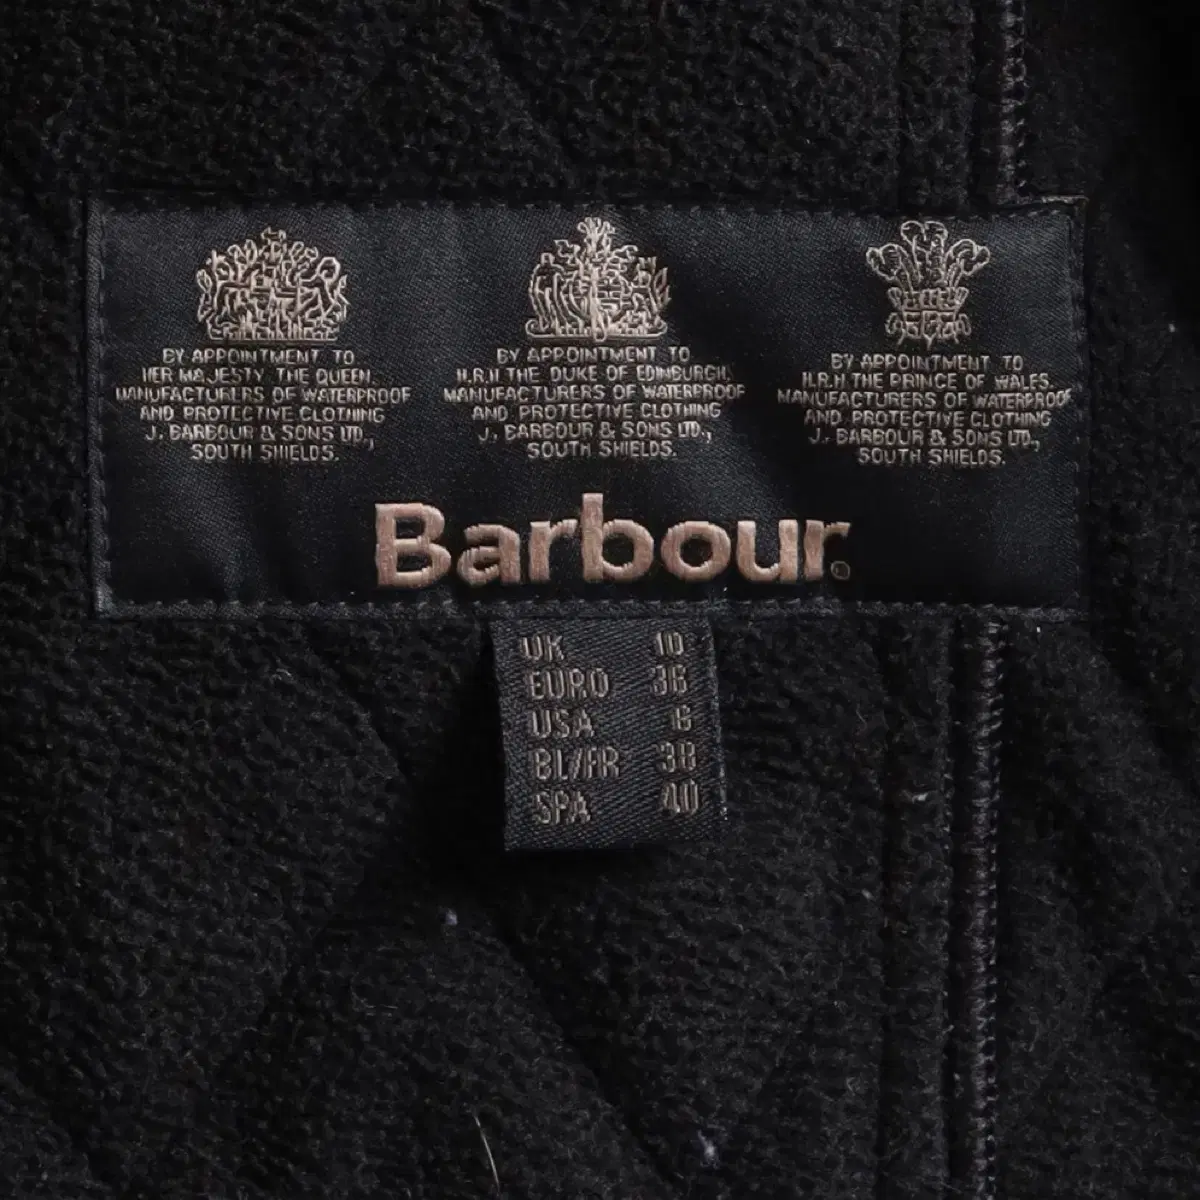 BY APPOINTMENT TO
HER MAJESTY THE QUEEN
MANUFACTURERS OF WATERPROOF
AND PROTECTIVE CLOTHING
J. BARBOUR & SONS LTD.,
SOUTH SHIELDS.
BY APPOINTMENT TO
H.R.H THE DUKE OF EDINBURGH.
MANUFACTURERS OF WATERPROOF
AND PROTECTIVE CLOTHING
J. BARBOUR & SONS LTD.,
SOUTH SHIELDS.
BY APPOINTMENT TO
H.R.H THE PRINCE OF WALES.
MANUFACTURERS OF WATERPROOF
AND PROTECTIVE CLOTHING
J. BARBOUR & SONS LTD.,
SOUTH SHIELDS.
Barbour.
UK 10
EURO 36
USA 6
BL/FR 38
SPA 40